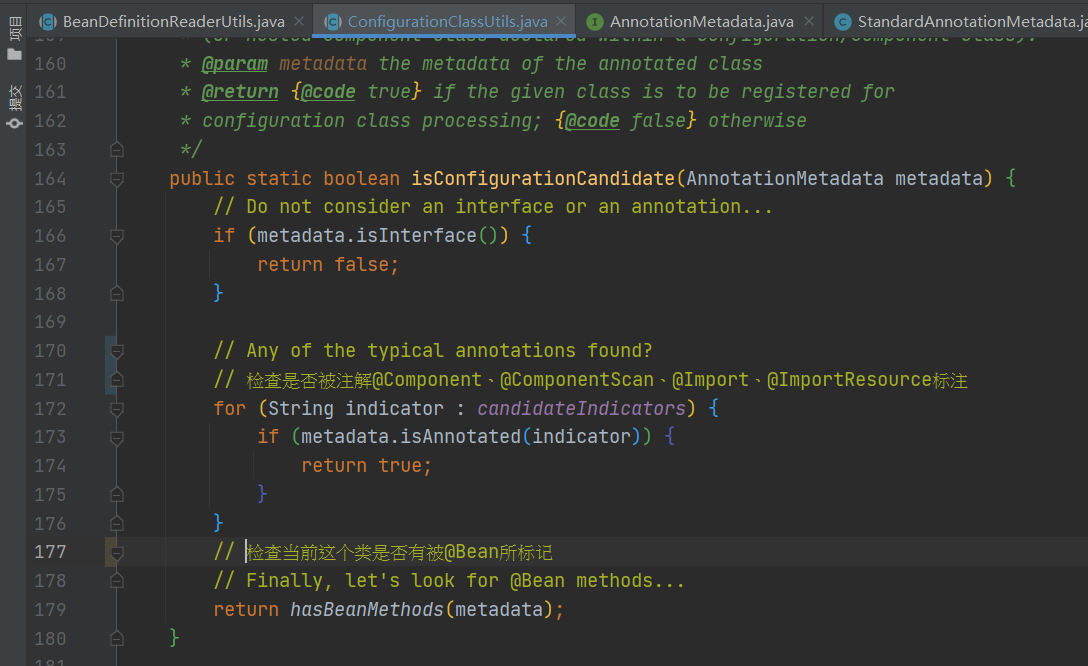 BeanDefinitionReaderUtils.java ConfigurationClassUtils.java AnnotationMetadata.java StandardAnnotationMetadata.ja
项目
提交
160 * @param metadata the metadata of the annotated class
161 * @return {@code true} if the given class is to be registered for
162 * configuration class processing; {@code false} otherwise
163 */
164 public static boolean isConfigurationCandidate(AnnotationMetadata metadata) {
165 // Do not consider an interface or an annotation...
166 if (metadata.isInterface()) {
167 return false;
168 }
169
170 // Any of the typical annotations found?
171 // 检查是否被注解@Component、@ComponentScan、@Import、@ImportResource标注
172 for (String indicator : candidateIndicators) {
173 if (metadata.isAnnotated(indicator)) {
174 return true;
175 }
176 }
177 // 检查当前这个类是否有被@Bean所标记
178 // Finally, let's look for @Bean methods...
179 return hasBeanMethods(metadata);
180 }